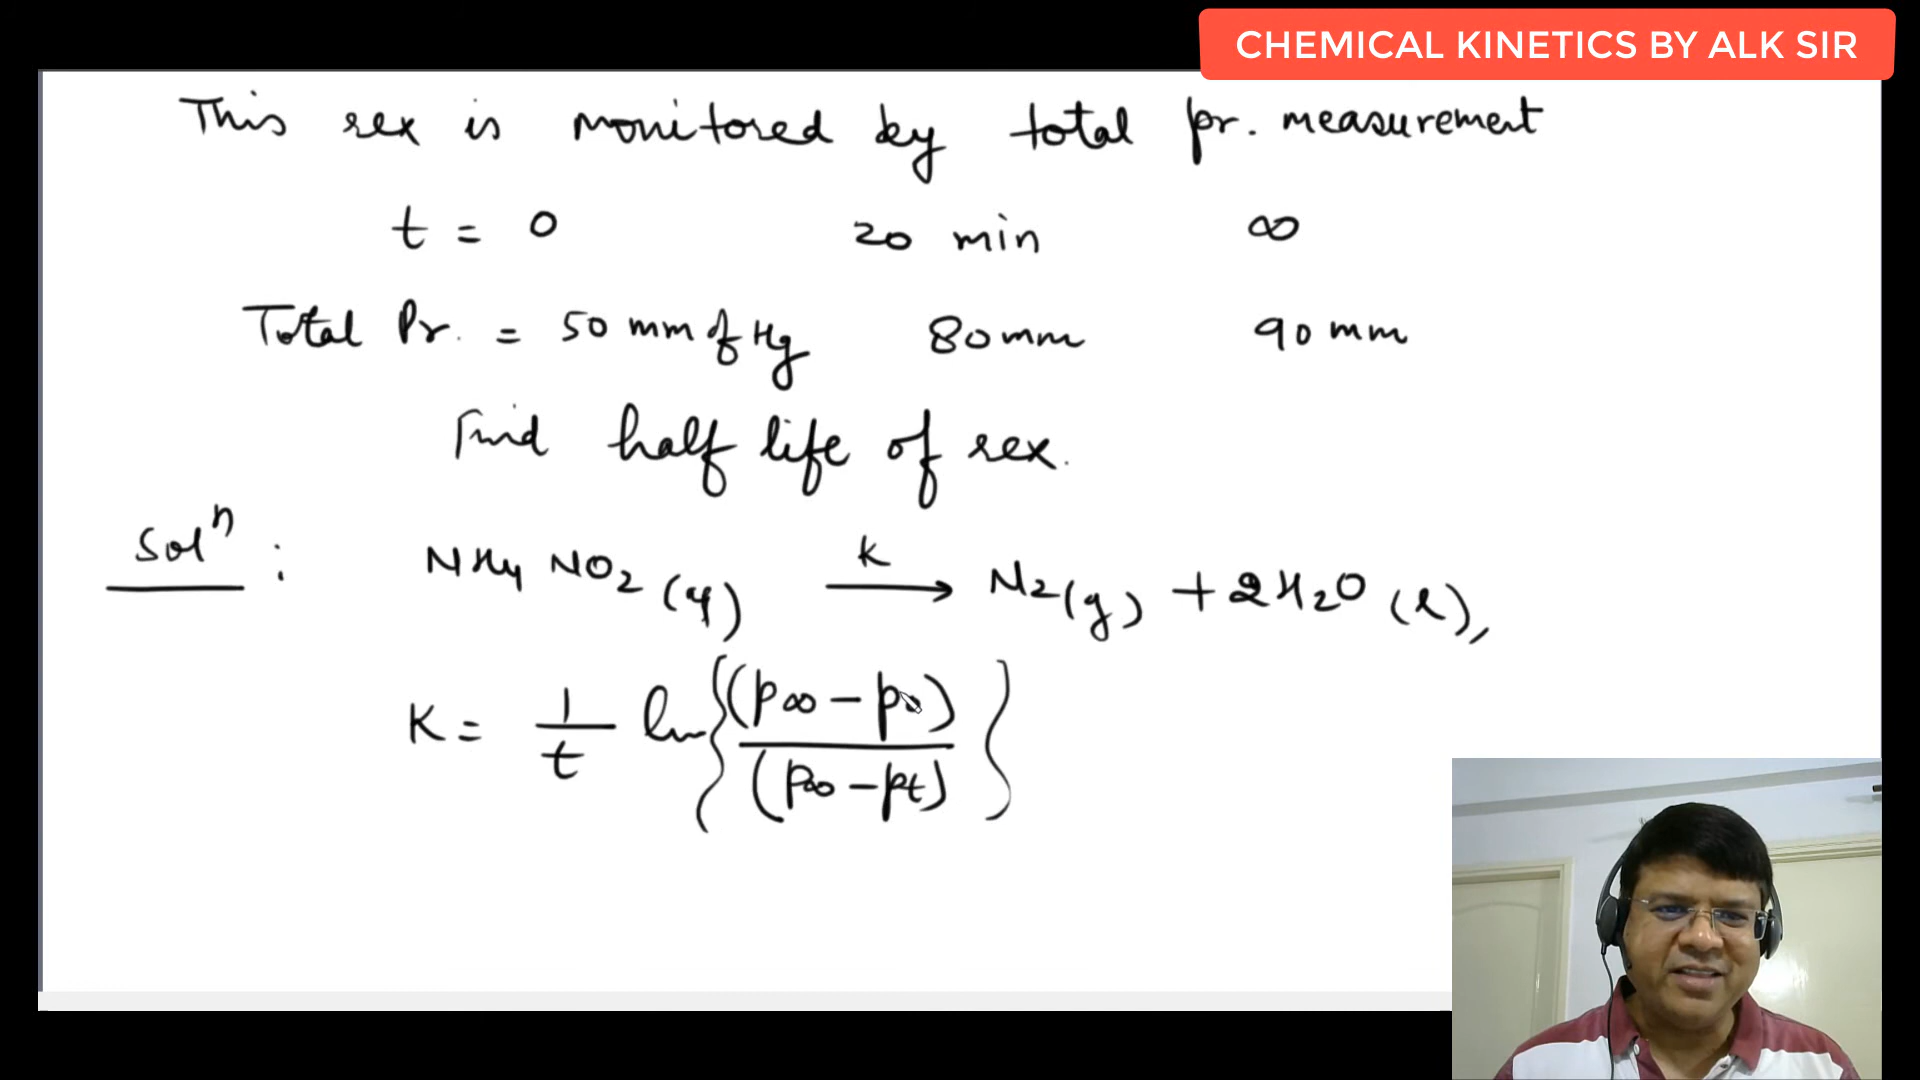 CHEMICAL KINETICS BY ALK SIR
This rex is monitored by total pr. measurement
t = 0 20 min ∞
Total Pr. = 50 mm of Hg 80 mm 90 mm
Find half life of rex.
Solⁿ : NH₄NO₂ (q) —K→ N₂(g) + 2H₂O (l),
K = 1/t ln {(p∞ - p₀)/(p∞ - pt)}